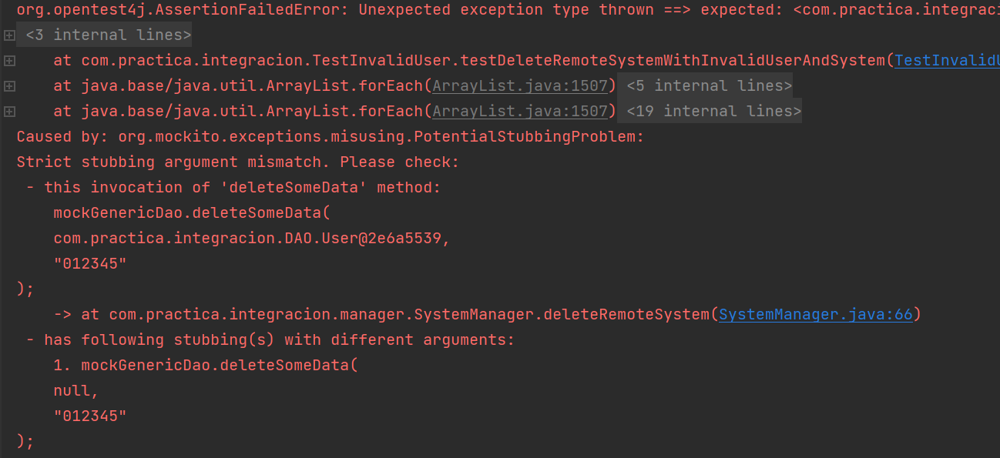 org.opentest4j.AssertionFailedError: Unexpected exception type thrown ==> expected: <com.practica.integraci
<3 internal lines>
at com.practica.integracion.TestInvalidUser.testDeleteRemoteSystemWithInvalidUserAndSystem(TestInvalidU
at java.base/java.util.ArrayList.forEach(ArrayList.java:1507) <5 internal lines>
at java.base/java.util.ArrayList.forEach(ArrayList.java:1507) <19 internal lines>
Caused by: org.mockito.exceptions.misusing.PotentialStubbingProblem:
Strict stubbing argument mismatch. Please check:
- this invocation of 'deleteSomeData' method:
mockGenericDao.deleteSomeData(
com.practica.integracion.DAO.User@2e6a5539,
"012345"
);
-> at com.practica.integracion.manager.SystemManager.deleteRemoteSystem(SystemManager.java:66)
- has following stubbing(s) with different arguments:
1. mockGenericDao.deleteSomeData(
null,
"012345"
);